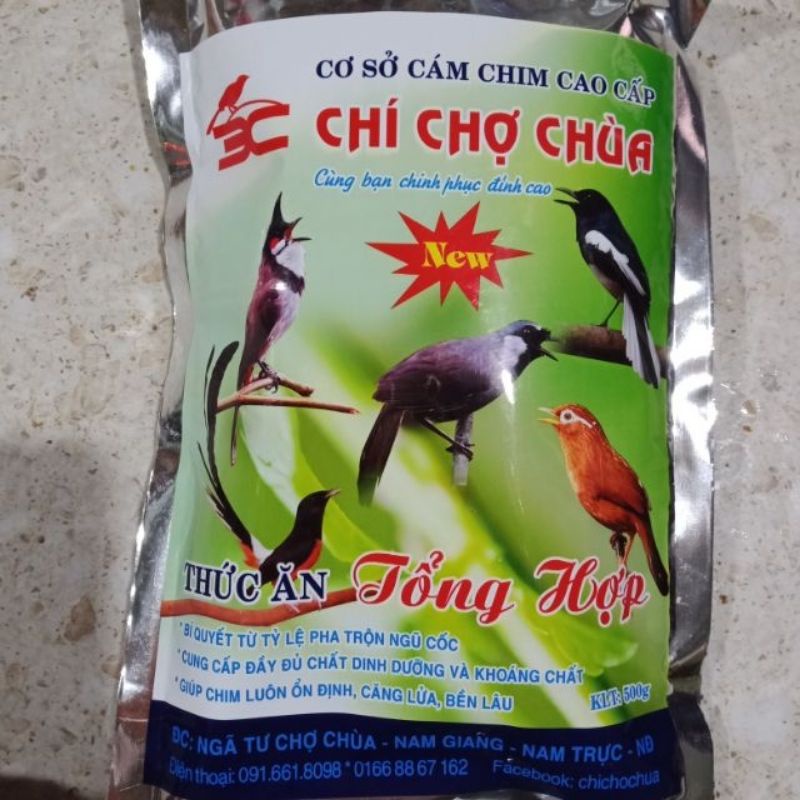 CƠ SỞ CÁM CHIM CAO CẤP
3C CHÍ CHỢ CHÙA
Cùng bạn chinh phục đỉnh cao
New
THỨC ĂN Tổng Hợp
* BÍ QUYẾT TỪ TỶ LỆ PHA TRỘN NGŨ CỐC
* CUNG CẤP ĐẦY ĐỦ CHẤT DINH DƯỠNG VÀ KHOÁNG CHẤT
* GIÚP CHIM LUÔN ỔN ĐỊNH, CĂNG LỬA, BỀN LÂU
KLT: 500g
ĐC: NGÃ TƯ CHỢ CHÙA - NAM GIANG - NAM TRỰC - NĐ
Điện thoại: 091.661.8098 * 0166 88 67 162 Facebook: chichochua